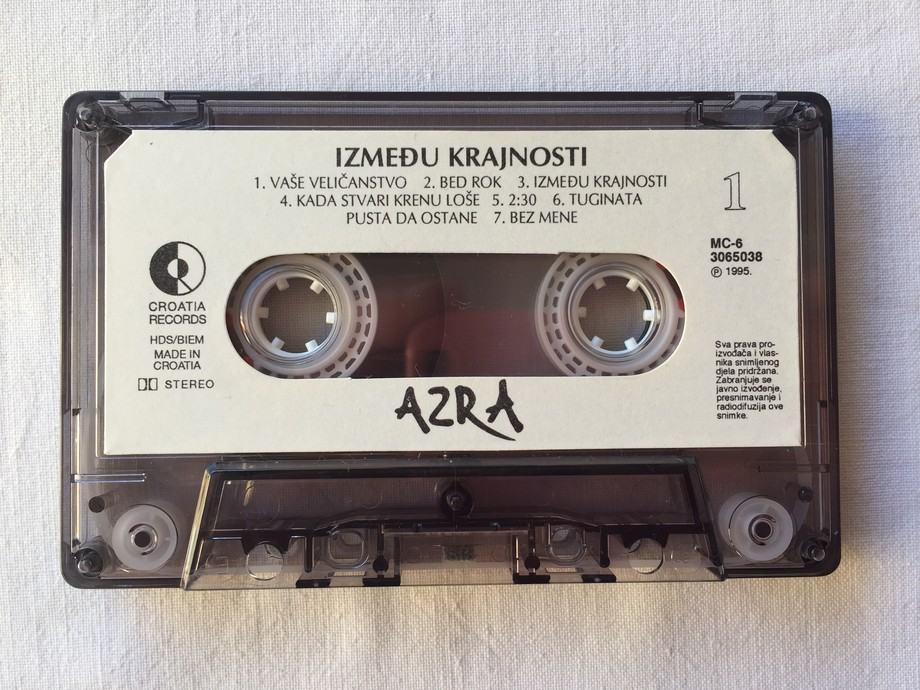 IZMEĐU KRAJNOSTI
1. VAŠE VELIČANSTVO 2. BED ROK 3. IZMEĐU KRAJNOSTI
4. KADA STVARI KRENU LOŠE 5. 2:30 6. TUGINATA
PUSTA DA OSTANE 7. BEZ MENE
1
MC-6
3065038
Ⓟ 1995.
CROATIA
RECORDS
HDS/BIEM
MADE IN
CROATIA
STEREO
Sva prava pro-
izvođača i vlas-
nika snimljenog
djela pridržana.
Zabranjuje se
javno izvođenje,
presnimavanje i
radiodifuzija ove
snimke.
AZRA